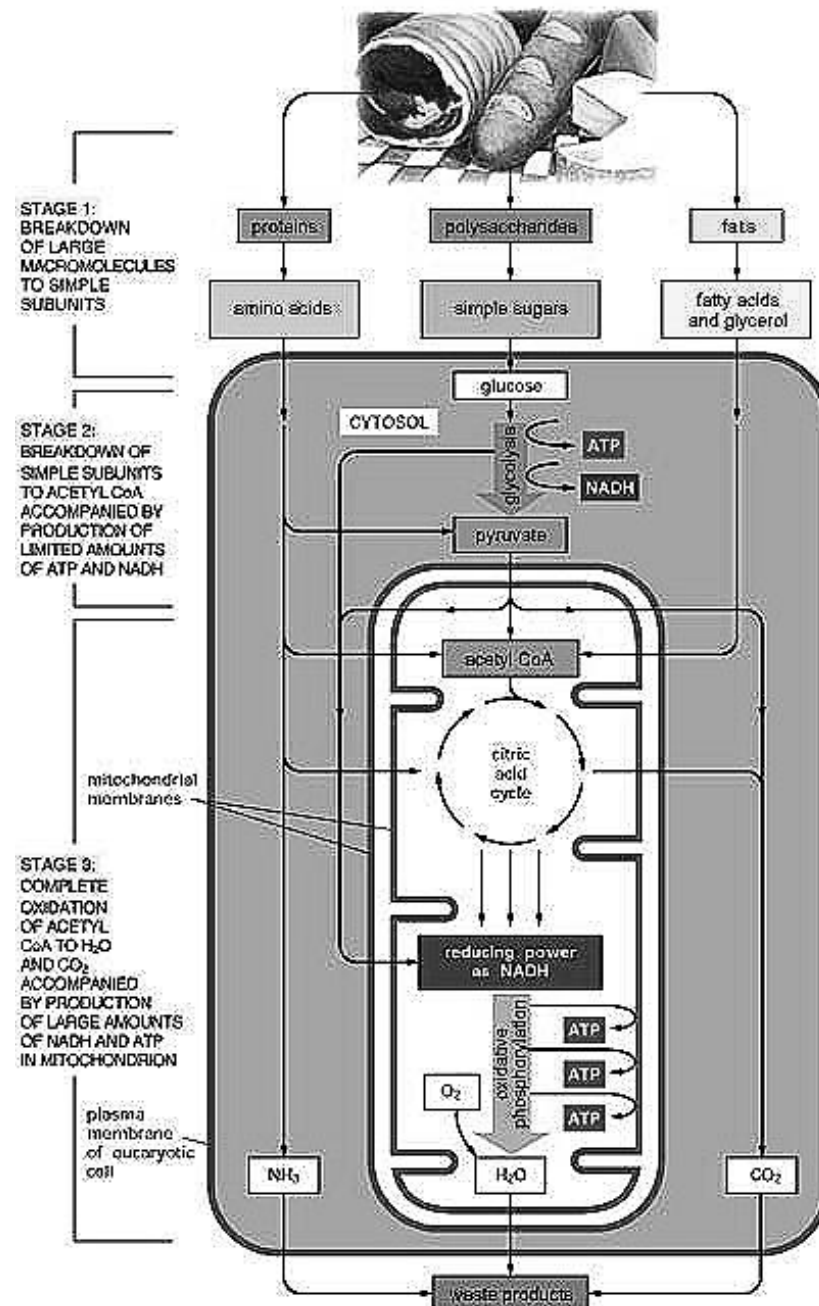 STAGE 1:
BREAKDOWN
OF LARGE
MACROMOLECULES
TO SIMPLE
SUBUNITS
proteins
polysaccharides
fats
amino acids
simple sugars
fatty acids
and glycerol
STAGE 2:
BREAKDOWN OF
SIMPLE SUBUNITS
TO ACETYL CoA
ACCOMPANIED BY
PRODUCTION OF
LIMITED AMOUNTS
OF ATP AND NADH
glucose
CYTOSOL
glycolysis
ATP
NADH
pyruvate
acetyl CoA
citric
acid
cycle
mitochondrial
membranes
STAGE 3:
COMPLETE
OXIDATION
OF ACETYL
CoA TO H₂O
AND CO₂
ACCOMPANIED
BY PRODUCTION
OF LARGE AMOUNTS
OF NADH AND ATP
IN MITOCHONDRION
reducing power
as NADH
oxidative
phosphorylation
ATP
ATP
ATP
O₂
plasma
membrane
of eucaryotic
cell
NH₃
H₂O
CO₂
waste products